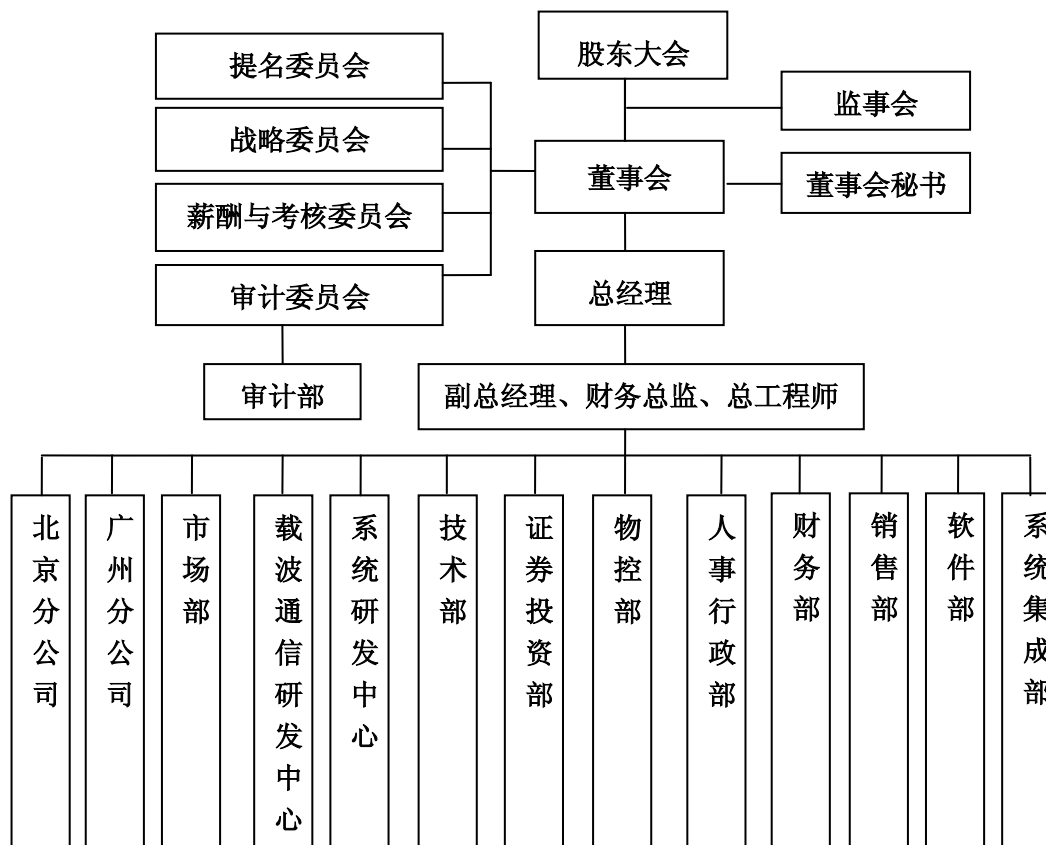 股东大会
提名委员会
监事会
战略委员会
董事会
董事会秘书
薪酬与考核委员会
审计委员会
总经理
审计部
副总经理、财务总监、总工程师
北京分公司
广州分公司
市场部
载波通信研发中心
系统研发中心
技术部
证券投资部
物控部
人事行政部
财务部
销售部
软件部
系统集成部